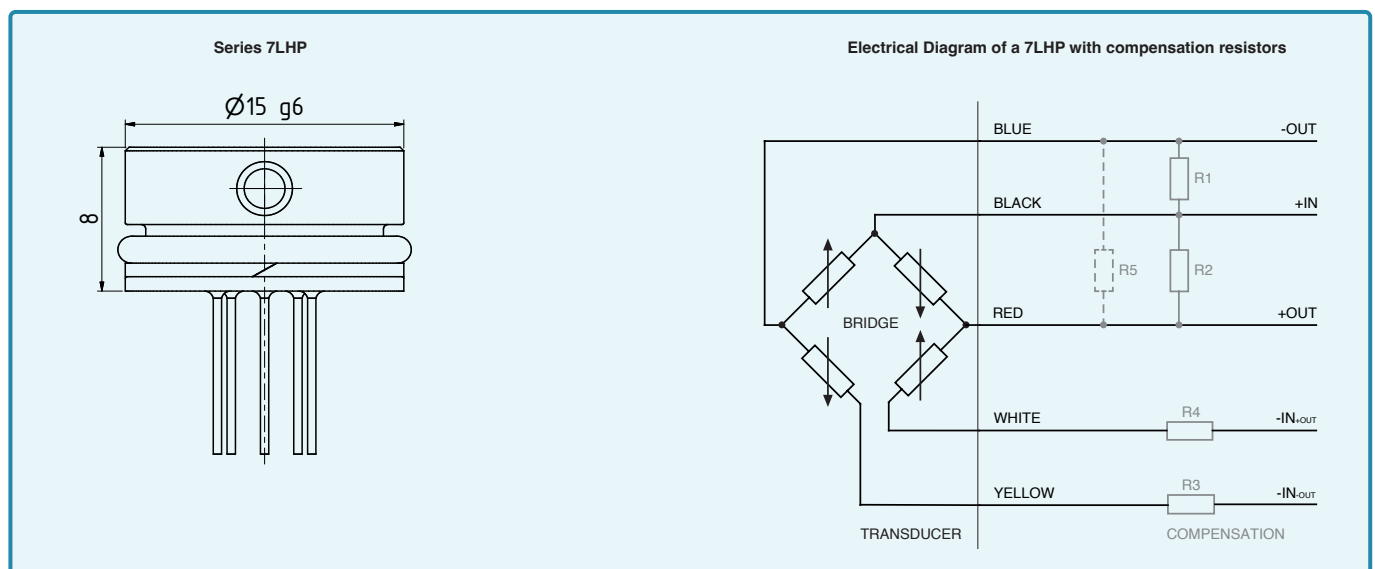 Series 7LHP
Electrical Diagram of a 7LHP with compensation resistors
Ø15 g6
8
BLUE
-OUT
R1
BLACK
+IN
R5
R2
BRIDGE
RED
+OUT
WHITE
R4
-IN+OUT
YELLOW
R3
-IN-OUT
TRANSDUCER
COMPENSATION